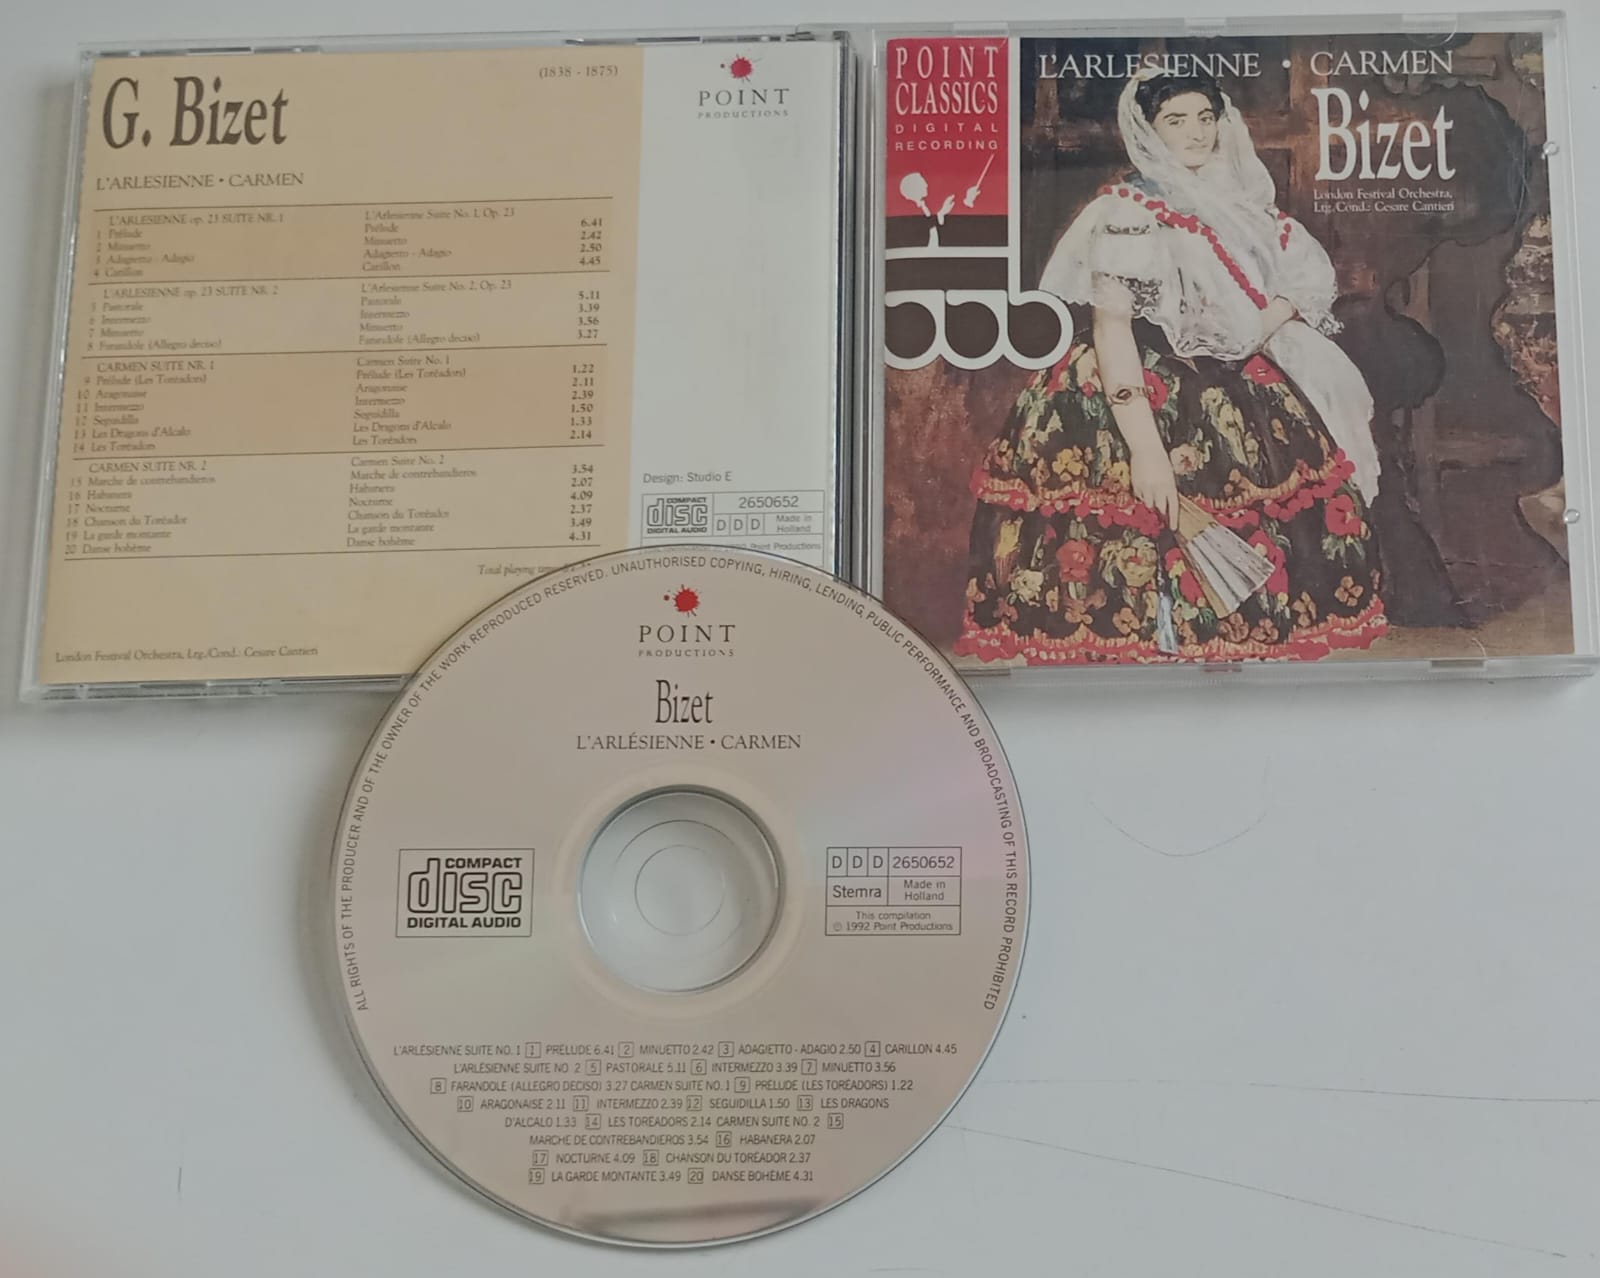 G. Bizet
(1838 - 1875)
L'ARLESIENNE • CARMEN
L'ARLESIENNE op. 23 SUITE NR. 1 L'Arlesienne Suite No. 1, Op. 23
1 Prélude Prélude 6.41
2 Minuetto Minuetto 2.42
3 Adagietto - Adagio Adagietto - Adagio 2.50
4 Carillon Carillon 4.45
L'ARLESIENNE op. 23 SUITE NR. 2 L'Arlesienne Suite No. 2, Op. 23
5 Pastorale Pastorale 5.11
6 Intermezzo Intermezzo 3.39
7 Minuetto Minuetto 3.56
8 Farandole (Allegro deciso) Farandole (Allegro deciso) 3.27
CARMEN SUITE NR. 1 Carmen Suite No. 1
9 Prélude (Les Toréadors) Prélude (Les Toréadors) 1.22
10 Aragonaise Aragonaise 2.11
11 Intermezzo Intermezzo 2.39
12 Seguidilla Seguidilla 1.50
13 Les Dragons d'Alcalo Les Dragons d'Alcalo 1.33
14 Les Toréadors Les Toréadors 2.14
CARMEN SUITE NR. 2 Carmen Suite No. 2
15 Marche de contrebandieros Marche de contrebandieros 3.54
16 Habanera Habanera 2.07
17 Nocturne Nocturne 4.09
18 Chanson du Toréador Chanson du Toréador 2.37
19 La garde montante La garde montante 3.49
20 Danse bohème Danse bohème 4.31
Total playing
London Festival Orchestra, Ltg./Cond.: Cesare Cantieri
POINT
PRODUCTIONS
Design: Studio E
COMPACT
disc
DIGITAL AUDIO
2650652
D D D
Made in
Holland
1992 Point Productions
POINT
CLASSICS
DIGITAL
RECORDING
L'ARLESIENNE • CARMEN
Bizet
London Festival Orchestra,
Ltg./Cond.: Cesare Cantieri
ALL RIGHTS OF THE PRODUCER AND OF THE OWNER OF THE WORK REPRODUCED RESERVED. UNAUTHORISED COPYING, HIRING, LENDING, PUBLIC PERFORMANCE AND BROADCASTING OF THIS RECORD PROHIBITED
POINT
PRODUCTIONS
Bizet
L'ARLÉSIENNE • CARMEN
COMPACT
disc
DIGITAL AUDIO
D D D 2650652
Stemra
Made in
Holland
This compilation
℗ 1992 Point Productions
L'ARLÉSIENNE SUITE NO. 1 1 PRÉLUDE 6.41 2 MINUETTO 2.42 3 ADAGIETTO - ADAGIO 2.50 4 CARILLON 4.45
L'ARLÉSIENNE SUITE NO. 2 5 PASTORALE 5.11 6 INTERMEZZO 3.39 7 MINUETTO 3.56
8 FARANDOLE (ALLEGRO DECISO) 3.27 CARMEN SUITE NO. 1 9 PRÉLUDE (LES TORÉADORS) 1.22
10 ARAGONAISE 2.11 11 INTERMEZZO 2.39 12 SEGUIDILLA 1.50 13 LES DRAGONS
D'ALCALO 1.33 14 LES TORÉADORS 2.14 CARMEN SUITE NO. 2 15
MARCHE DE CONTREBANDIEROS 3.54 16 HABANERA 2.07
17 NOCTURNE 4.09 18 CHANSON DU TORÉADOR 2.37
19 LA GARDE MONTANTE 3.49 20 DANSE BOHÈME 4.31